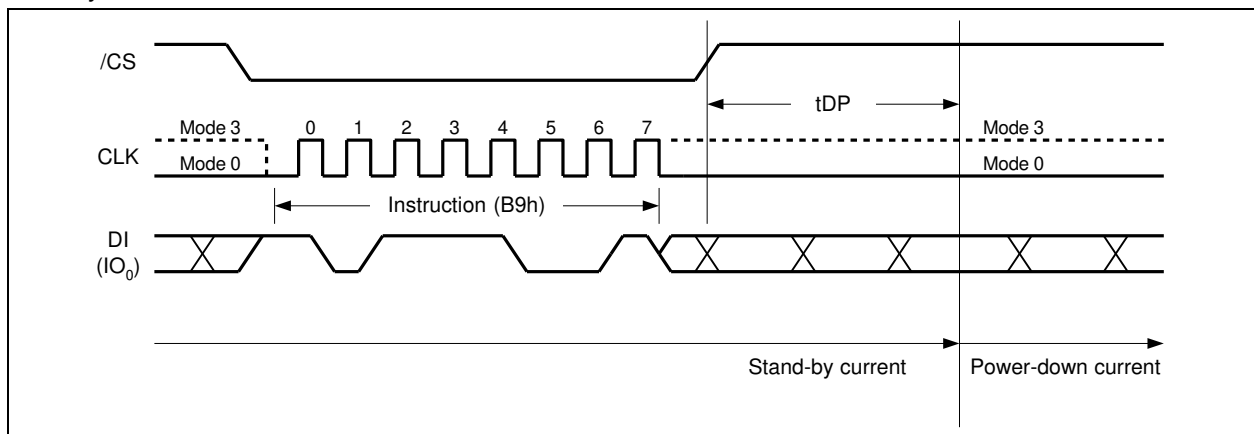 /CS
tDP
Mode 3 0 1 2 3 4 5 6 7 Mode 3
CLK
Mode 0 Mode 0
Instruction (B9h)
DI
(IO0)
Stand-by current Power-down current